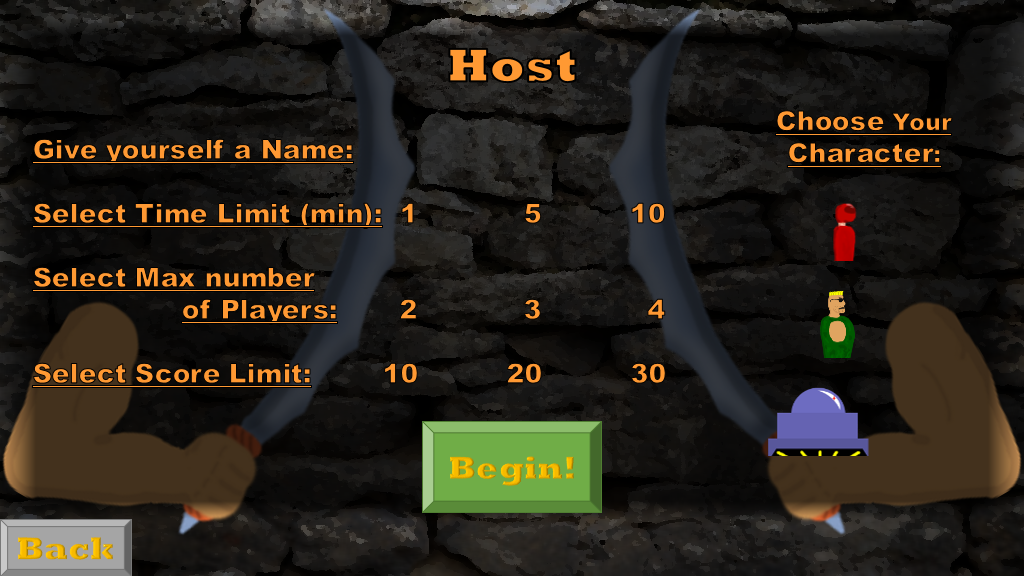 Host
Choose Your
Character:
Give yourself a Name:
Select Time Limit (min): 1 5 10
Select Max number
of Players: 2 3 4
Select Score Limit: 10 20 30
Begin!
Back